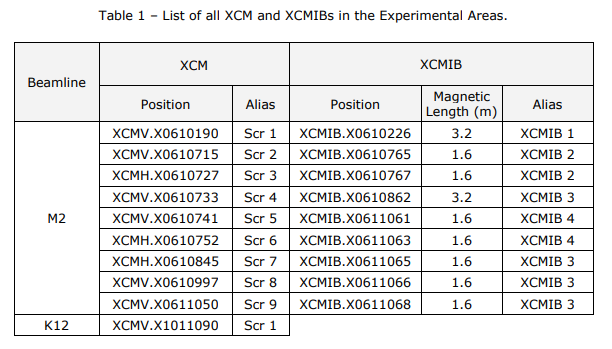 Table 1 – List of all XCM and XCMIBs in the Experimental Areas.
Beamline XCM XCMIB
Position Alias Position Magnetic Length (m) Alias
M2
XCMV.X0610190 Scr 1 XCMIB.X0610226 3.2 XCMIB 1
XCMV.X0610715 Scr 2 XCMIB.X0610765 1.6 XCMIB 2
XCMH.X0610727 Scr 3 XCMIB.X0610767 1.6 XCMIB 2
XCMV.X0610733 Scr 4 XCMIB.X0610862 3.2 XCMIB 3
XCMV.X0610741 Scr 5 XCMIB.X0611061 1.6 XCMIB 4
XCMH.X0610752 Scr 6 XCMIB.X0611063 1.6 XCMIB 4
XCMH.X0610845 Scr 7 XCMIB.X0611065 1.6 XCMIB 3
XCMV.X0610997 Scr 8 XCMIB.X0611066 1.6 XCMIB 3
XCMV.X0611050 Scr 9 XCMIB.X0611068 1.6 XCMIB 3
K12 XCMV.X1011090 Scr 1